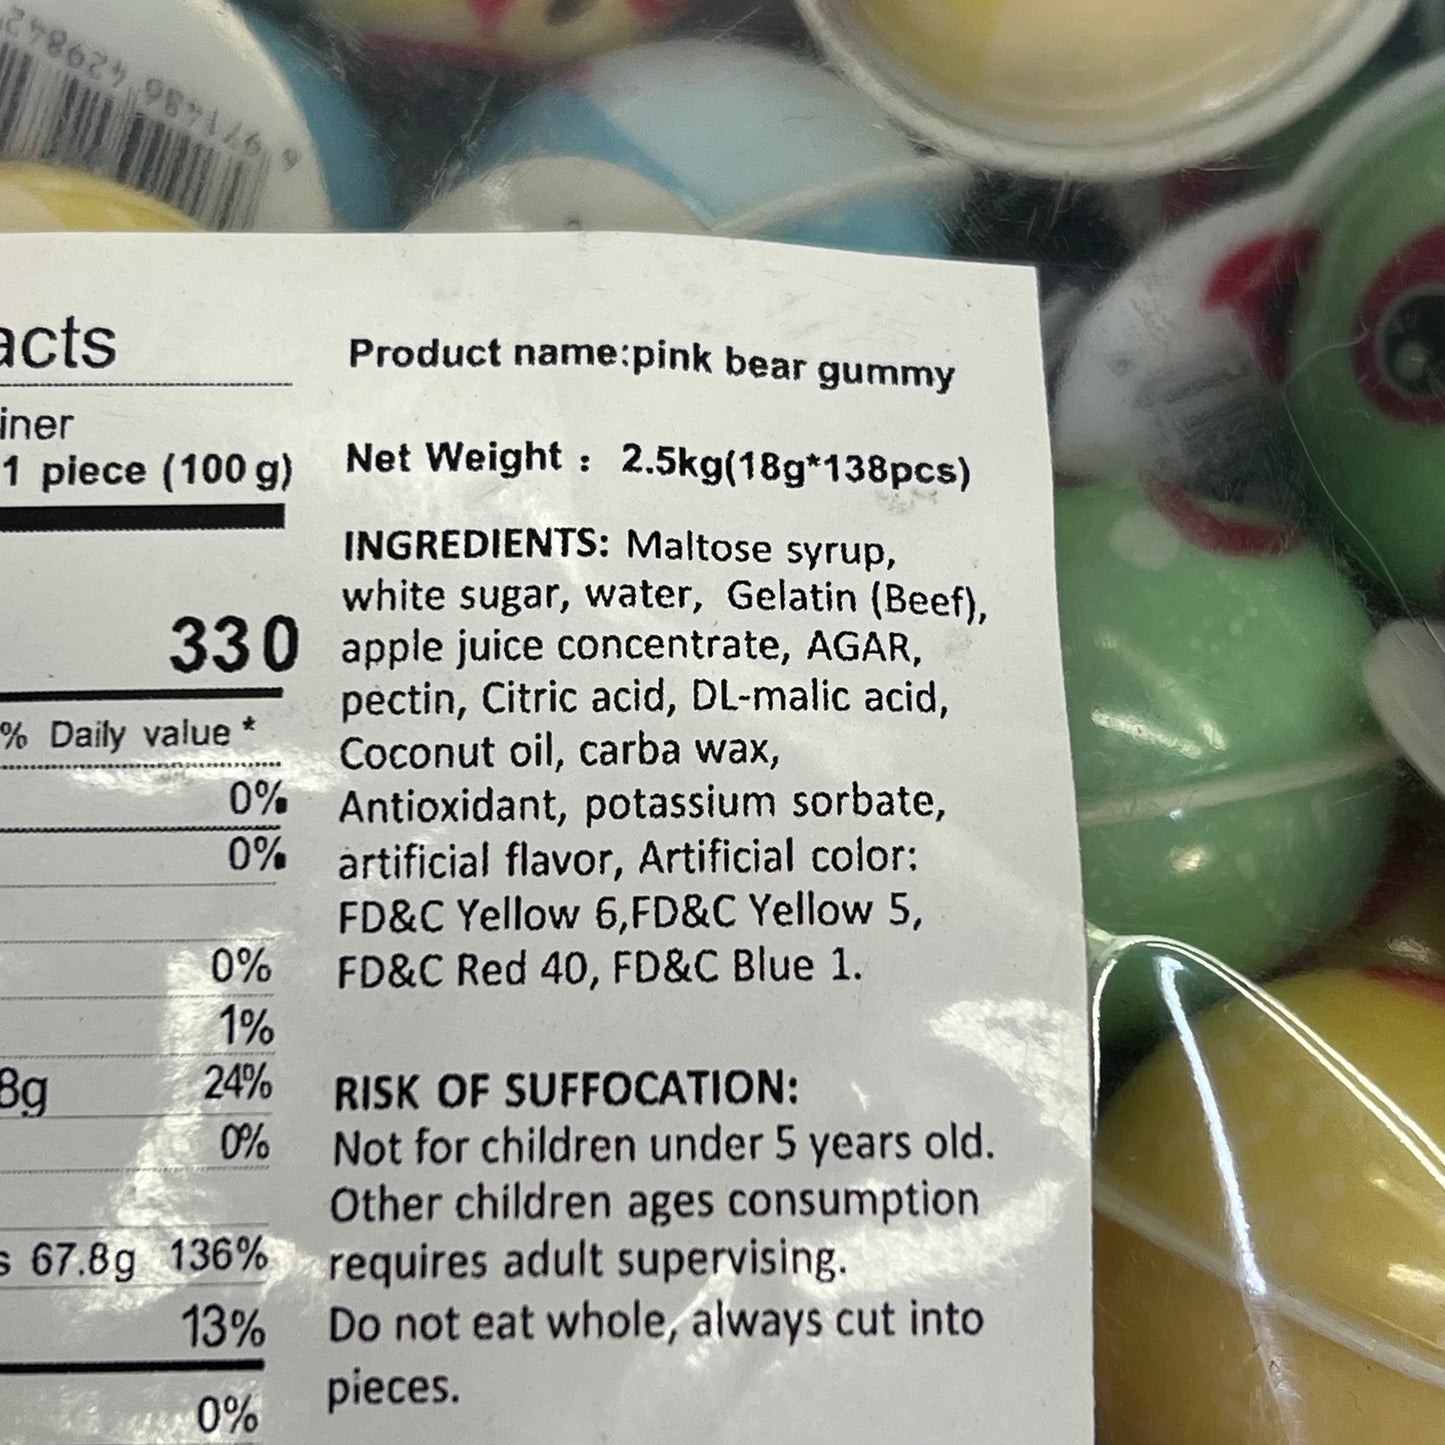 acts
iner
1 piece (100 g)
330
% Daily value *
0%
0%
0%
1%
8g 24%
0%
s 67.8g 136%
13%
0%
Product name:pink bear gummy
Net Weight : 2.5kg(18g*138pcs)
INGREDIENTS: Maltose syrup,
white sugar, water, Gelatin (Beef),
apple juice concentrate, AGAR,
pectin, Citric acid, DL-malic acid,
Coconut oil, carba wax,
Antioxidant, potassium sorbate,
artificial flavor, Artificial color:
FD&C Yellow 6,FD&C Yellow 5,
FD&C Red 40, FD&C Blue 1.
RISK OF SUFFOCATION:
Not for children under 5 years old.
Other children ages consumption
requires adult supervising.
Do not eat whole, always cut into
pieces.